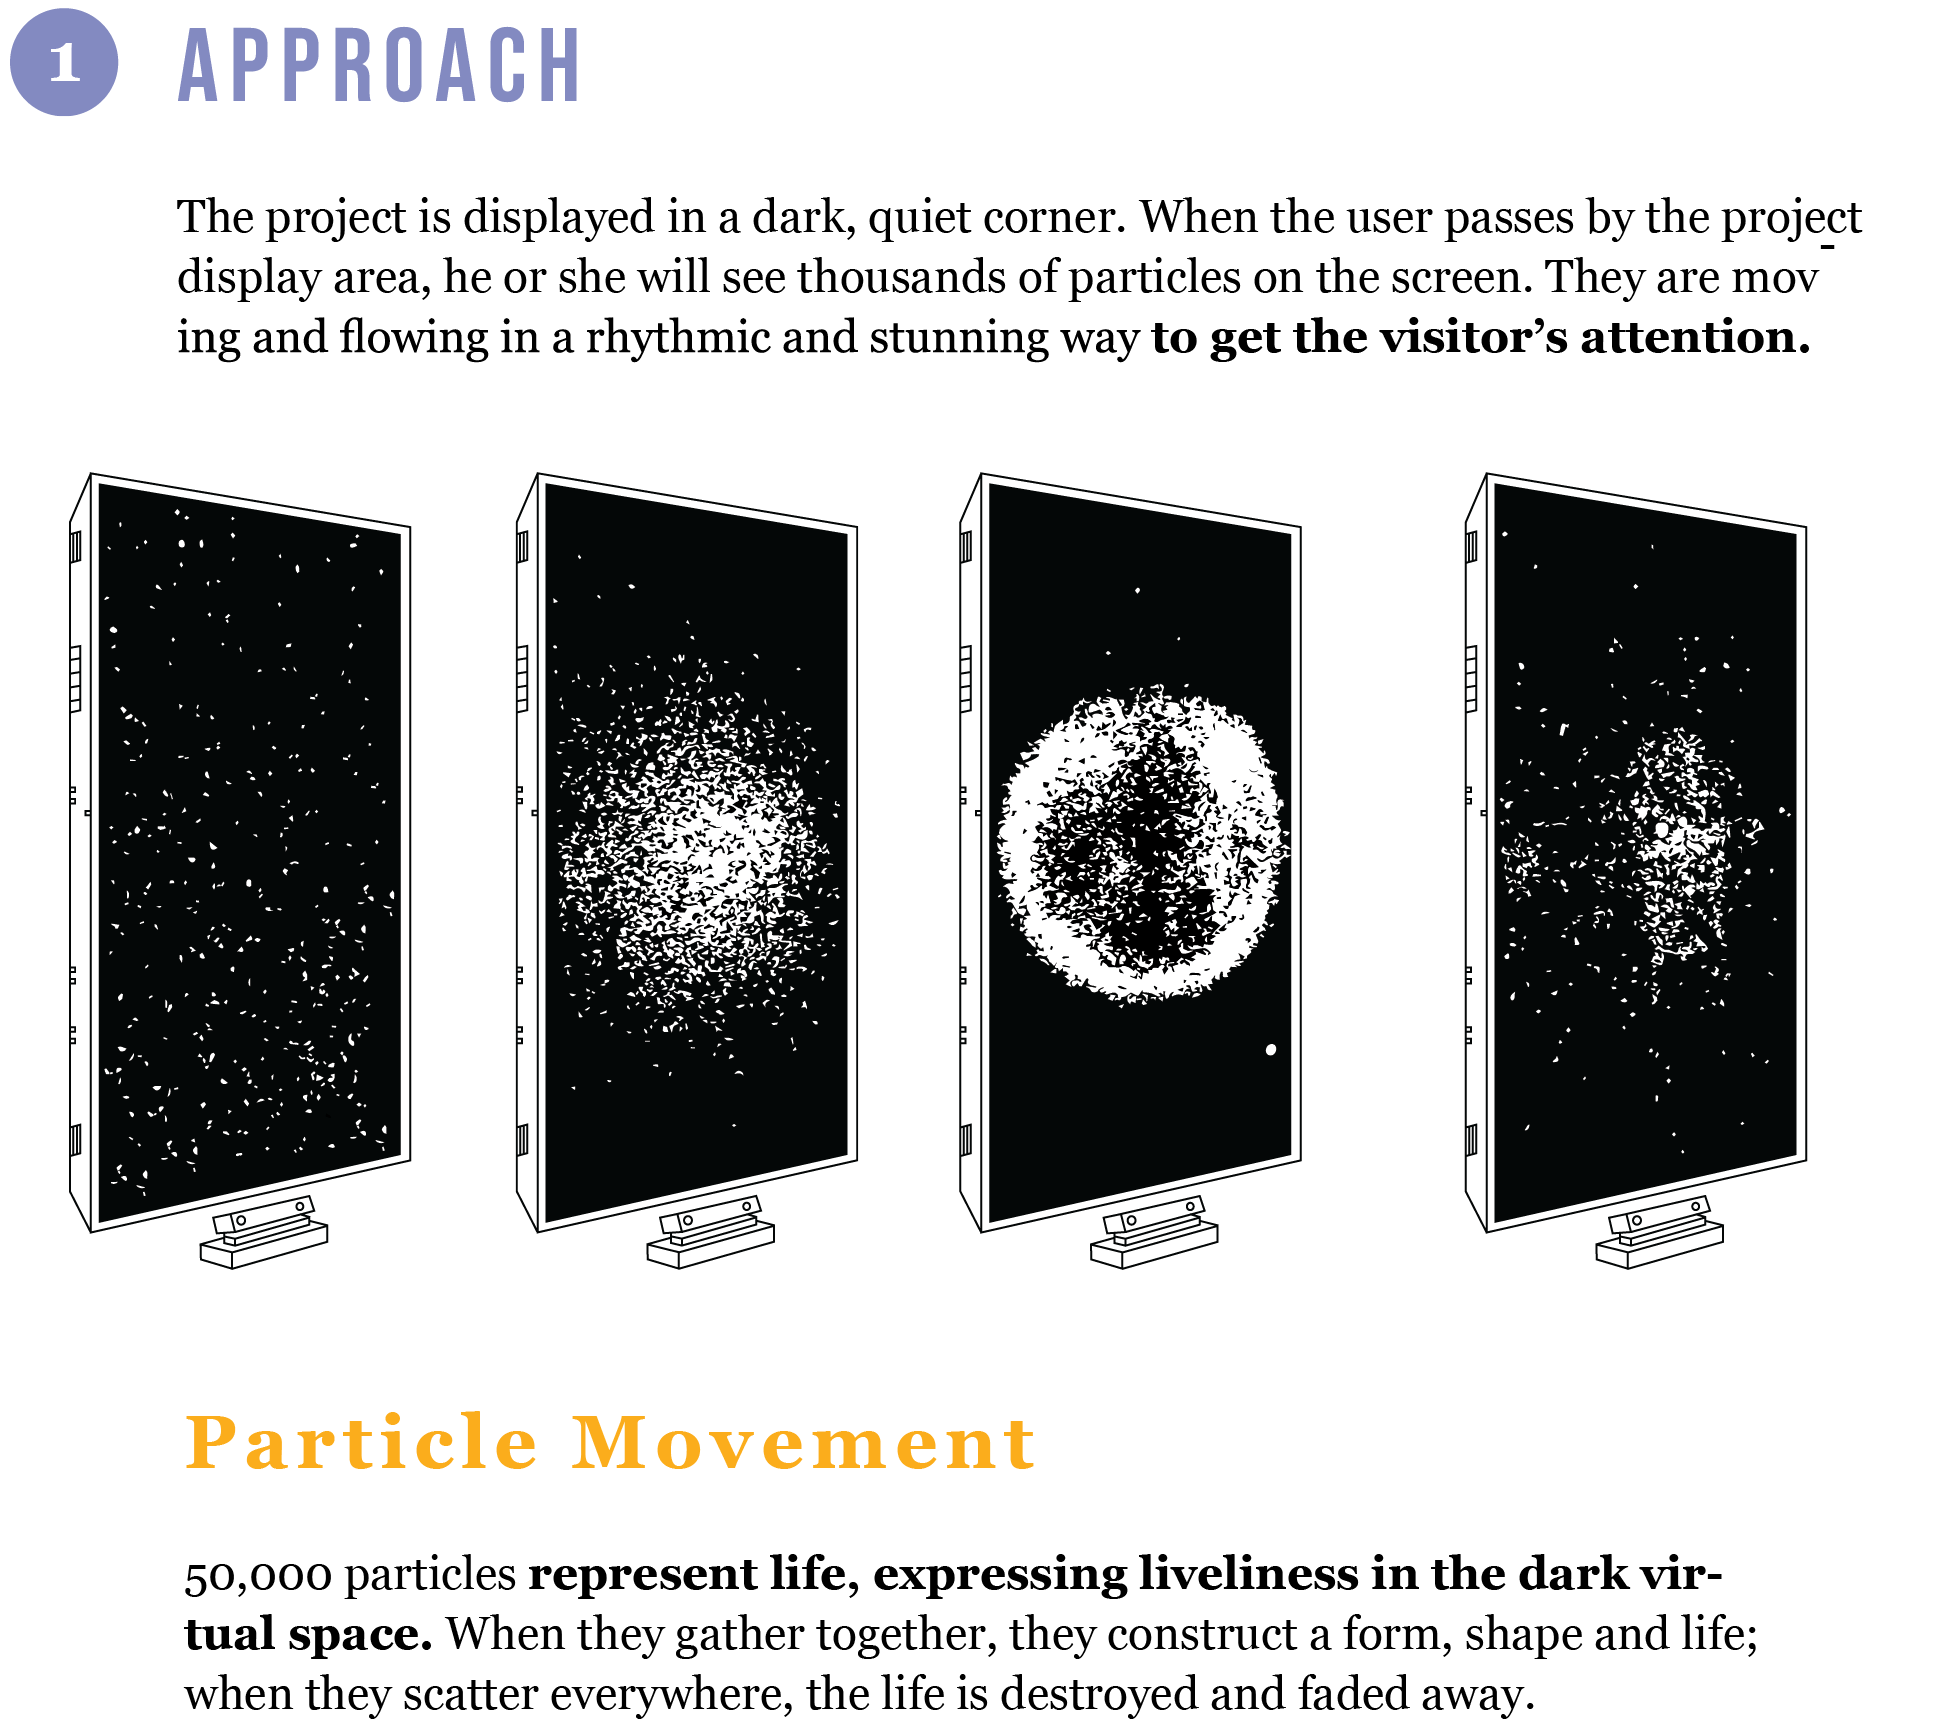 1 APPROACH
The project is displayed in a dark, quiet corner. When the user passes by the project
display area, he or she will see thousands of particles on the screen. They are mov-
ing and flowing in a rhythmic and stunning way to get the visitor’s attention.
Particle Movement
50,000 particles represent life, expressing liveliness in the dark vir-
tual space. When they gather together, they construct a form, shape and life;
when they scatter everywhere, the life is destroyed and faded away.